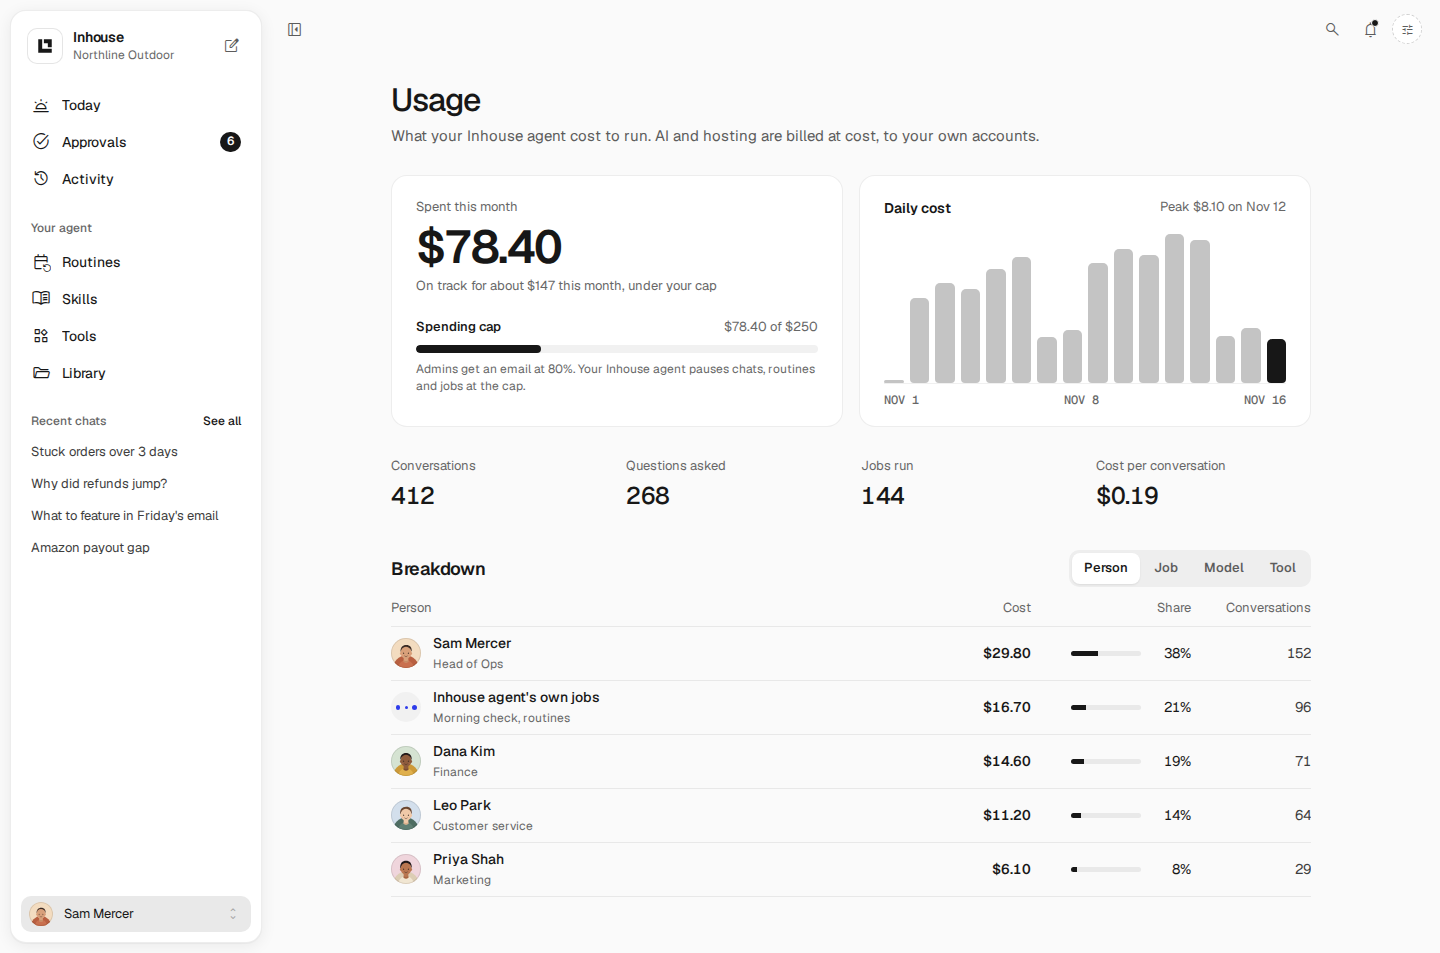 Inhouse
Northline Outdoor
Today
Approvals
6
Activity
Your agent
Routines
Skills
Tools
Library
Recent chats
See all
Stuck orders over 3 days
Why did refunds jump?
What to feature in Friday's email
Amazon payout gap
Sam Mercer
Usage
What your Inhouse agent cost to run. AI and hosting are billed at cost, to your own accounts.
Spent this month
$78.40
On track for about $147 this month, under your cap
Spending cap
$78.40 of $250
Admins get an email at 80%. Your Inhouse agent pauses chats, routines
and jobs at the cap.
Daily cost
Peak $8.10 on Nov 12
NOV 1
NOV 8
NOV 16
Conversations
412
Questions asked
268
Jobs run
144
Cost per conversation
$0.19
Breakdown
Person
Job
Model
Tool
Person
Cost
Share
Conversations
Sam Mercer
Head of Ops
$29.80
38%
152
Inhouse agent's own jobs
Morning check, routines
$16.70
21%
96
Dana Kim
Finance
$14.60
19%
71
Leo Park
Customer service
$11.20
14%
64
Priya Shah
Marketing
$6.10
8%
29